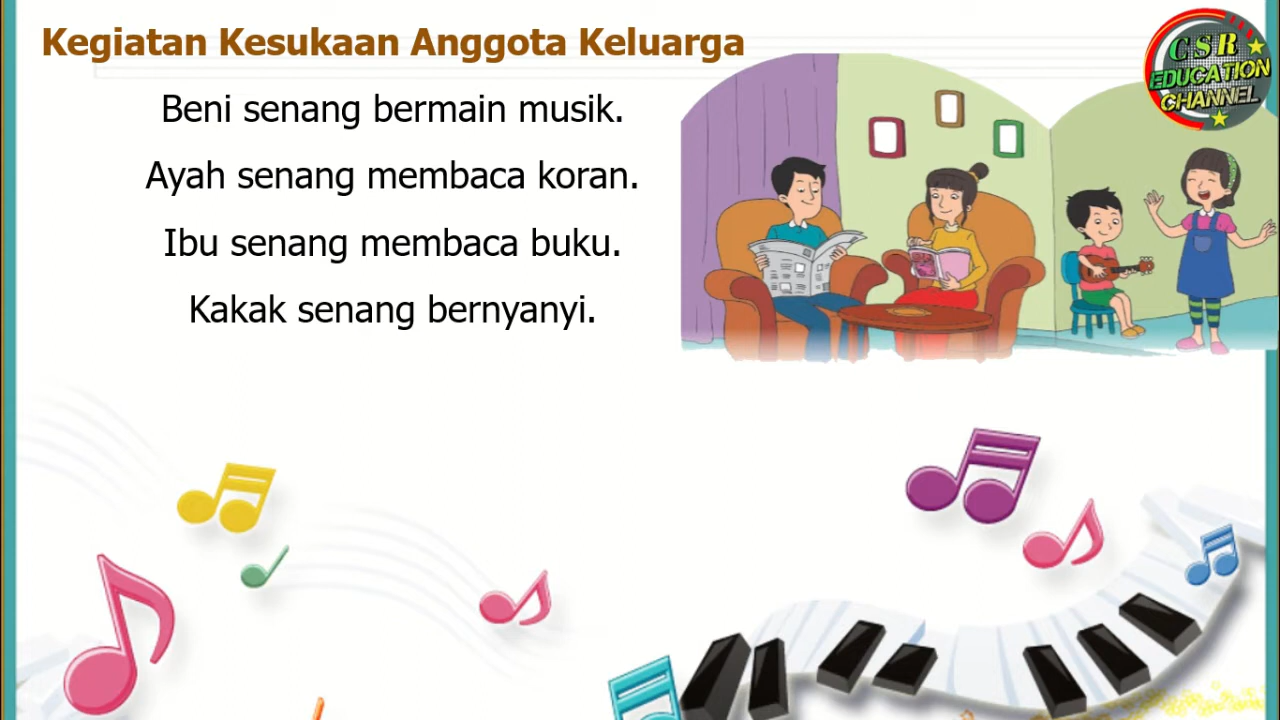 Kegiatan Kesukaan Anggota Keluarga
Beni senang bermain musik.
Ayah senang membaca koran.
Ibu senang membaca buku.
Kakak senang bernyanyi.
CSR
EDUCATION
CHANNEL